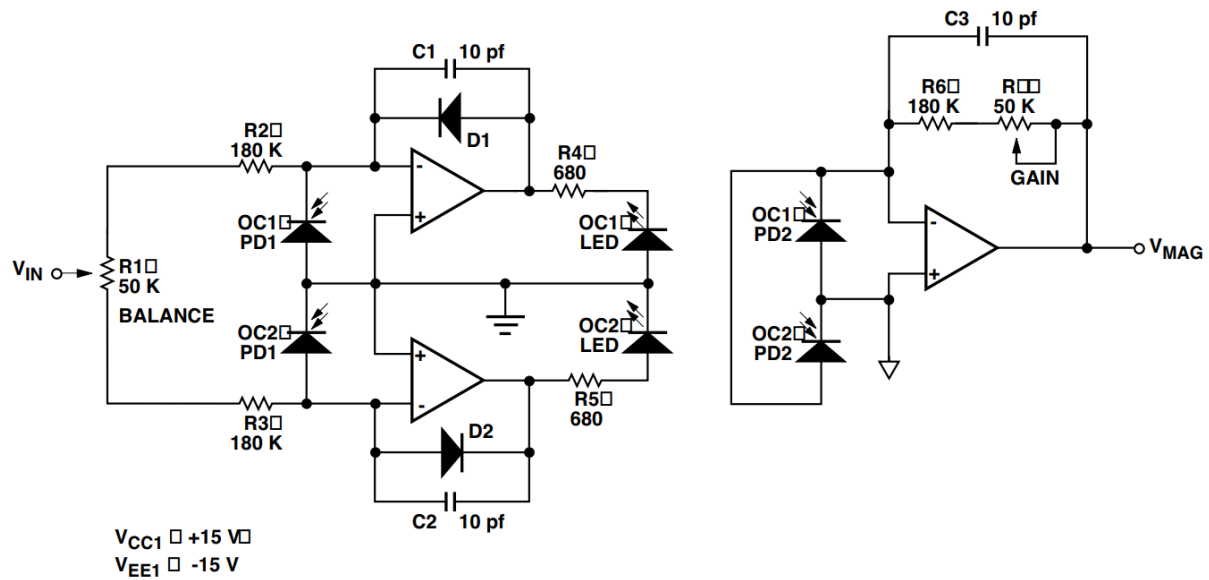 C1 10 pf
D1
R2□
180 K
R4□
680
OC1□
PD1
OC1□
LED
V_IN
R1□
50 K
BALANCE
OC2□
PD1
OC2□
LED
-
+
+
-
R3□
180 K
R5□
680
D2
C2 10 pf
V_CC1 □ +15 V□
V_EE1 □ -15 V
C3 10 pf
R6□
180 K
R□□
50 K
GAIN
OC1□
PD2
-
+
V_MAG
OC2□
PD2